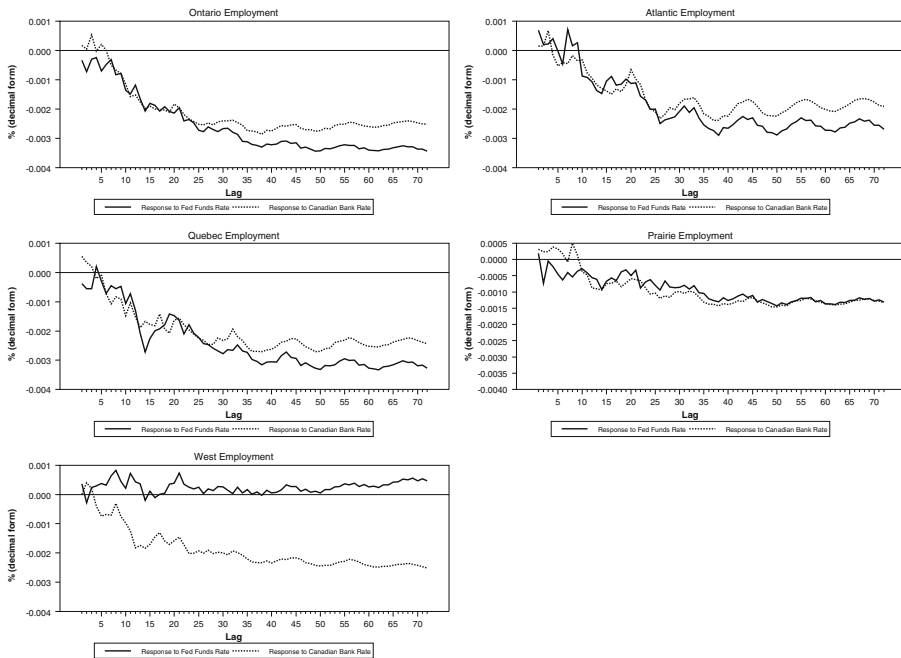 Ontario Employment
% (decimal form)
0.001
0.000
-0.001
-0.002
-0.003
-0.004
5 10 15 20 25 30 35 40 45 50 55 60 65 70
Lag
Response to Fed Funds Rate Response to Canadian Bank Rate
Atlantic Employment
% (decimal form)
0.001
0.000
-0.001
-0.002
-0.003
-0.004
5 10 15 20 25 30 35 40 45 50 55 60 65 70
Lag
Response to Fed Funds Rate Response to Canadian Bank Rate
Quebec Employment
% (decimal form)
0.001
0.000
-0.001
-0.002
-0.003
-0.004
5 10 15 20 25 30 35 40 45 50 55 60 65 70
Lag
Response to Fed Funds Rate Response to Canadian Bank Rate
Prairie Employment
% (decimal form)
0.0005
0.0000
-0.0005
-0.0010
-0.0015
-0.0020
-0.0025
-0.0030
-0.0035
-0.0040
5 10 15 20 25 30 35 40 45 50 55 60 65 70
Lag
Response to Fed Funds Rate Response to Canadian Bank Rate
West Employment
% (decimal form)
0.001
0.000
-0.001
-0.002
-0.003
-0.004
5 10 15 20 25 30 35 40 45 50 55 60 65 70
Lag
Response to Fed Funds Rate Response to Canadian Bank Rate